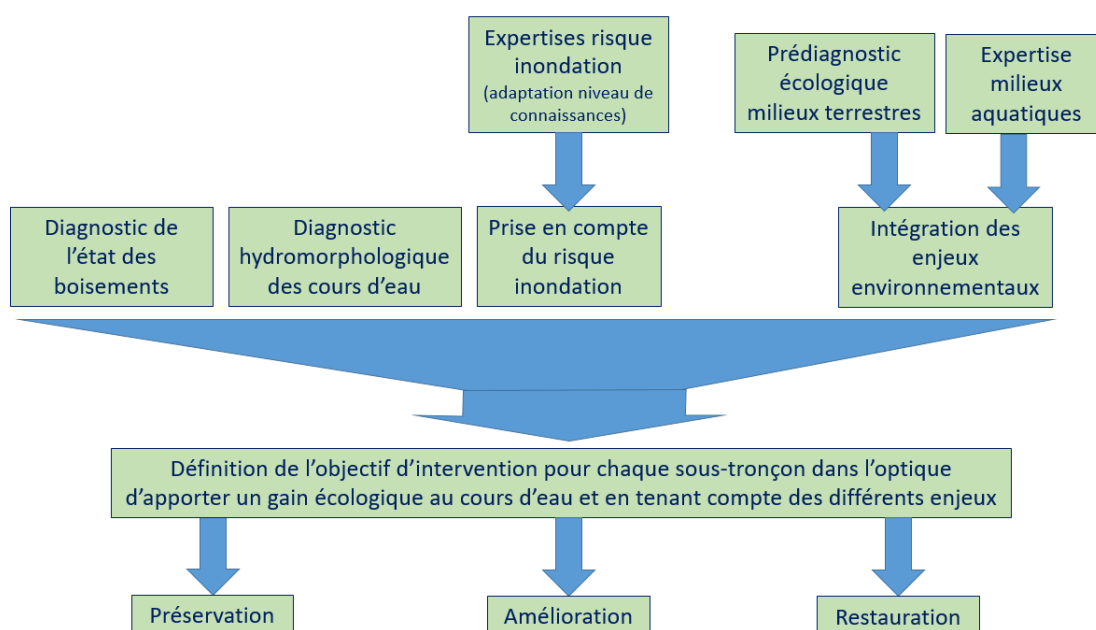 Expertises risque
inondation
(adaptation niveau de
connaissances)
Prédiagnostic
écologique
milieux terrestres
Expertise
milieux
aquatiques
Diagnostic de
l’état des
boisements
Diagnostic
hydromorphologique
des cours d’eau
Prise en compte
du risque
inondation
Intégration des
enjeux
environnementaux
Définition de l’objectif d’intervention pour chaque sous-tronçon dans l’optique
d’apporter un gain écologique au cours d’eau et en tenant compte des différents enjeux
Préservation
Amélioration
Restauration